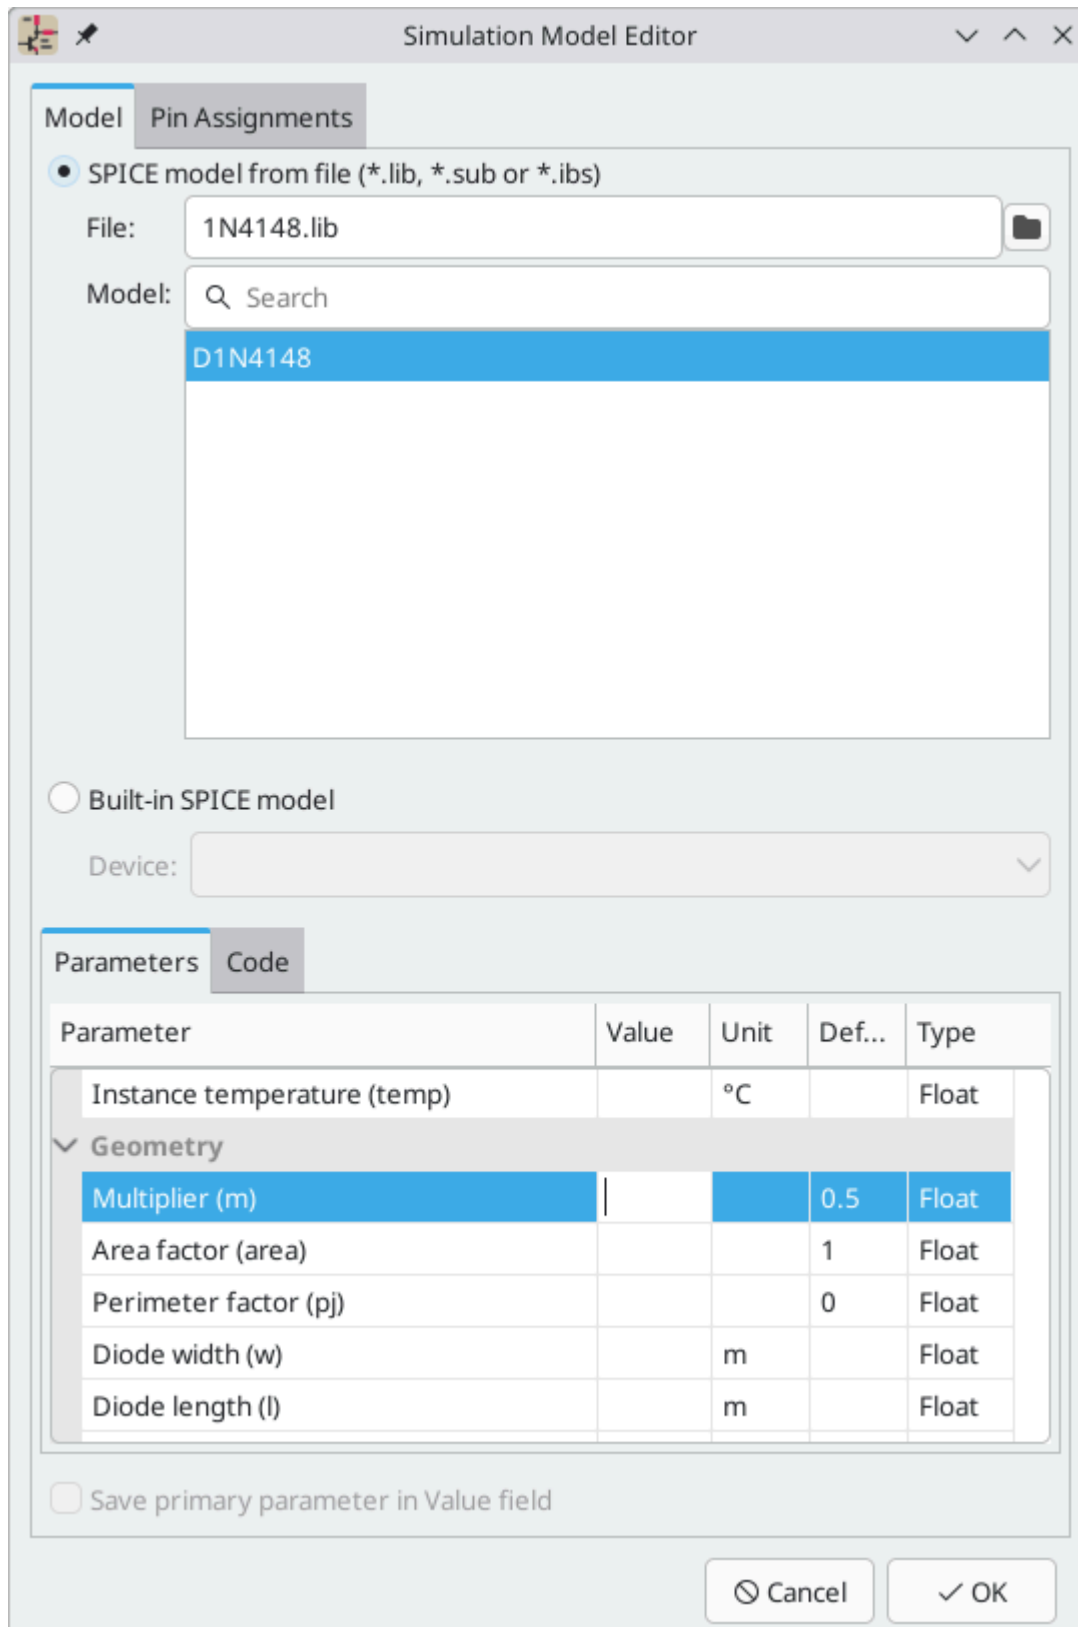 Simulation Model Editor
Model Pin Assignments
SPICE model from file (*.lib, *.sub or *.ibs)
File: 1N4148.lib
Model: Search
D1N4148
Built-in SPICE model
Device:
Parameters Code
Parameter Value Unit Def... Type
Instance temperature (temp) °C Float
Geometry
Multiplier (m) 0.5 Float
Area factor (area) 1 Float
Perimeter factor (pj) 0 Float
Diode width (w) m Float
Diode length (l) m Float
Save primary parameter in Value field
Cancel OK